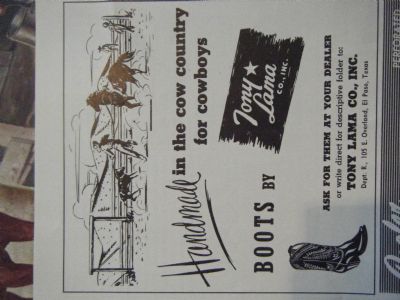 Handmade in the cow country
for cowboys
BOOTS BY
Tony
Lama
CO., INC.
ASK FOR THEM AT YOUR DEALER
or write direct for descriptive folder to:
TONY LAMA CO., INC.
Dept. R, 105 E. Overland, El Paso, Texas
PERFORATED